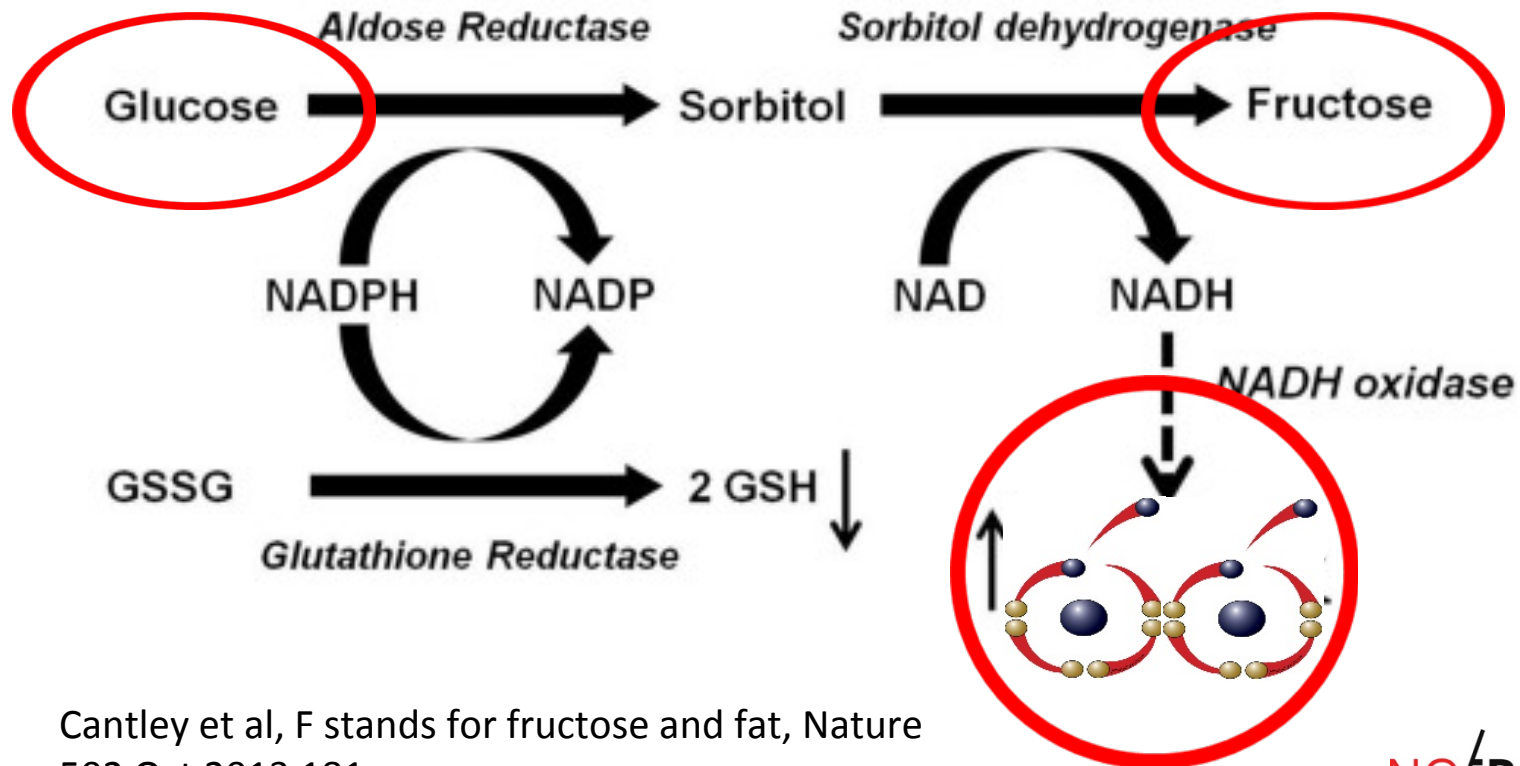 Aldose Reductase
Sorbitol dehydrogenase
Glucose
Sorbitol
Fructose
NADPH
NADP
NAD
NADH
NADH oxidase
GSSG
2 GSH
Glutathione Reductase
Cantley et al, F stands for fructose and fat, Nature